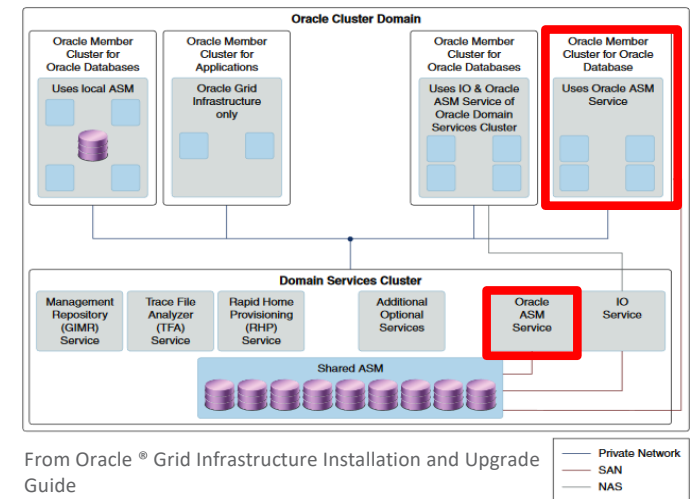 Oracle Cluster Domain
Oracle Member
Cluster for
Oracle Databases
Uses local ASM
Oracle Member
Cluster for
Applications
Oracle Grid
Infrastructure
only
Oracle Member
Cluster for
Oracle Databases
Uses IO & Oracle
ASM Service of
Oracle Domain
Services Cluster
Oracle Member
Cluster for Oracle
Database
Uses Oracle ASM
Service
Domain Services Cluster
Management
Repository
(GIMR)
Service
Trace File
Analyzer
(TFA)
Service
Rapid Home
Provisioning
(RHP)
Service
Additional
Optional
Services
Oracle
ASM
Service
IO
Service
Shared ASM
From Oracle ® Grid Infrastructure Installation and Upgrade
Guide
Private Network
SAN
NAS